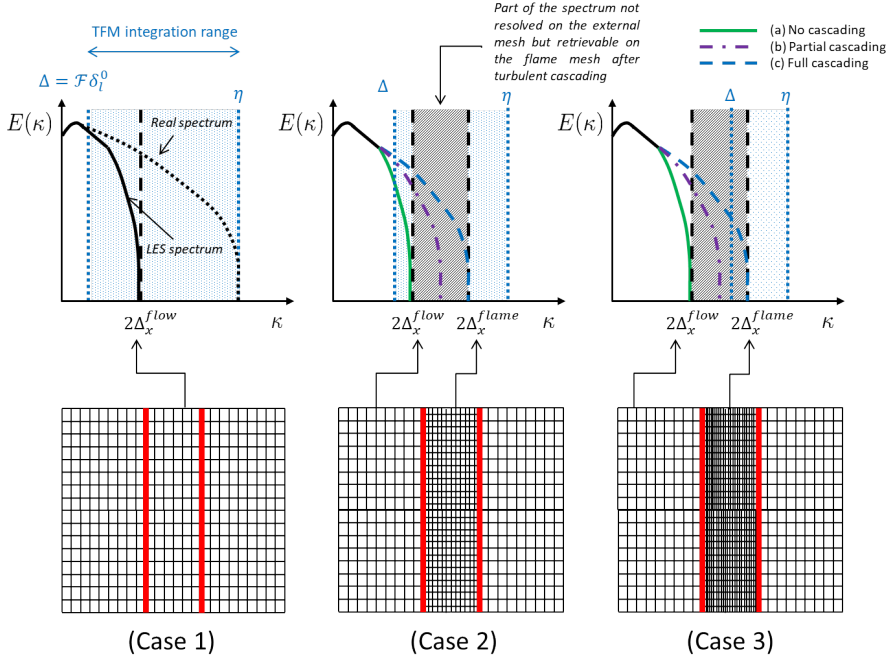 Part of the spectrum not
resolved on the external
mesh but retrievable on
the flame mesh after
turbulent cascading
(a) No cascading
(b) Partial cascading
(c) Full cascading
TFM integration range
Δ = ℱδ_l^0
η
E(κ)
Real spectrum
LES spectrum
2Δ_x^{flow}
κ
Δ
η
E(κ)
2Δ_x^{flow}
2Δ_x^{flame}
κ
Δ
η
E(κ)
2Δ_x^{flow}
2Δ_x^{flame}
κ
(Case 1)
(Case 2)
(Case 3)